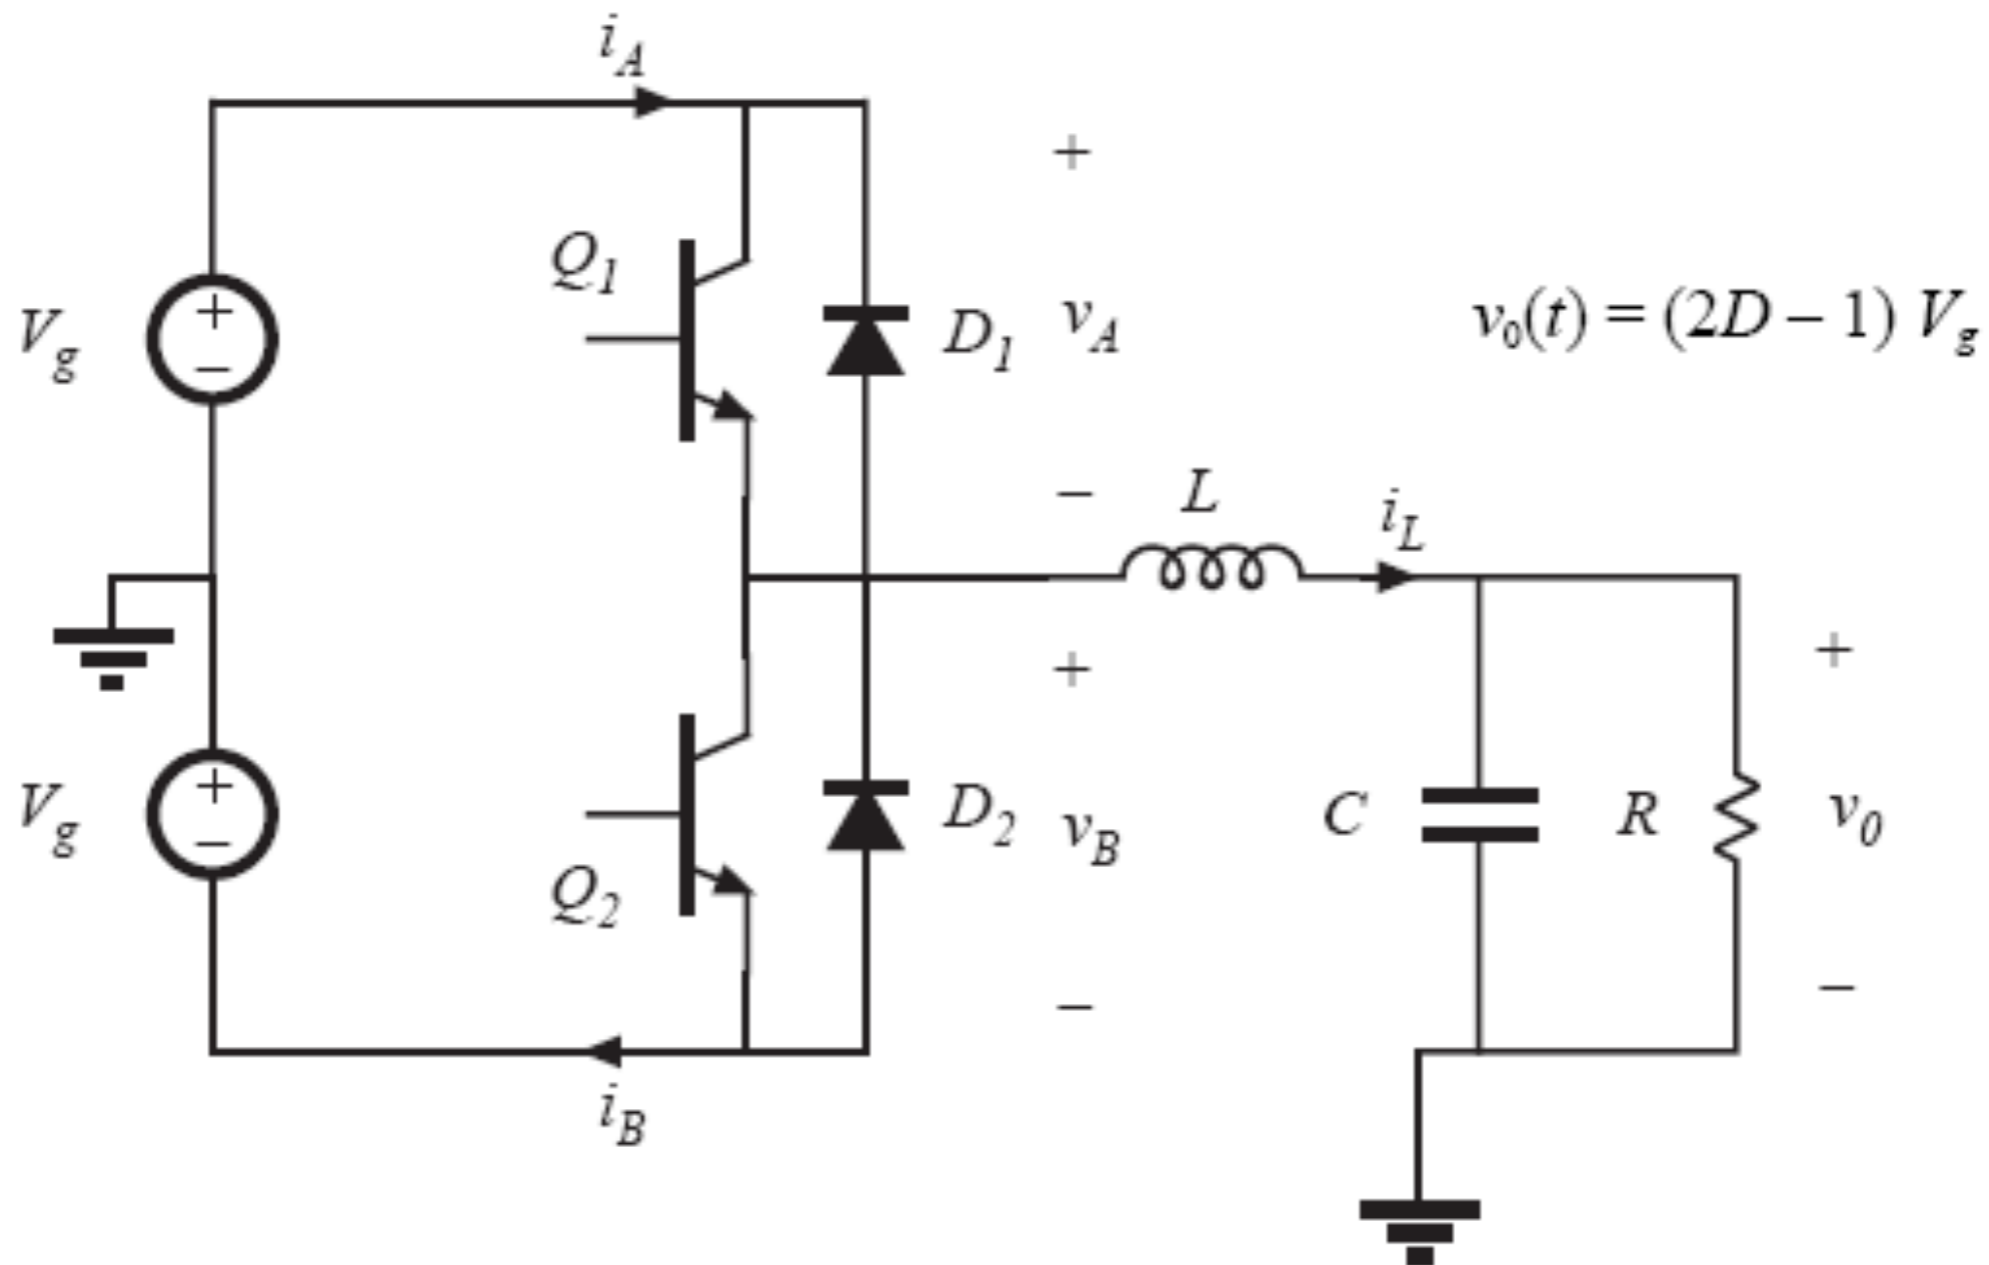 i_A
+
Q_1
V_g
+
−
D_1
v_A
v_0(t) = (2D – 1) V_g
−
L
i_L
+
+
V_g
+
−
D_2
v_B
C
R
v_0
Q_2
−
−
i_B